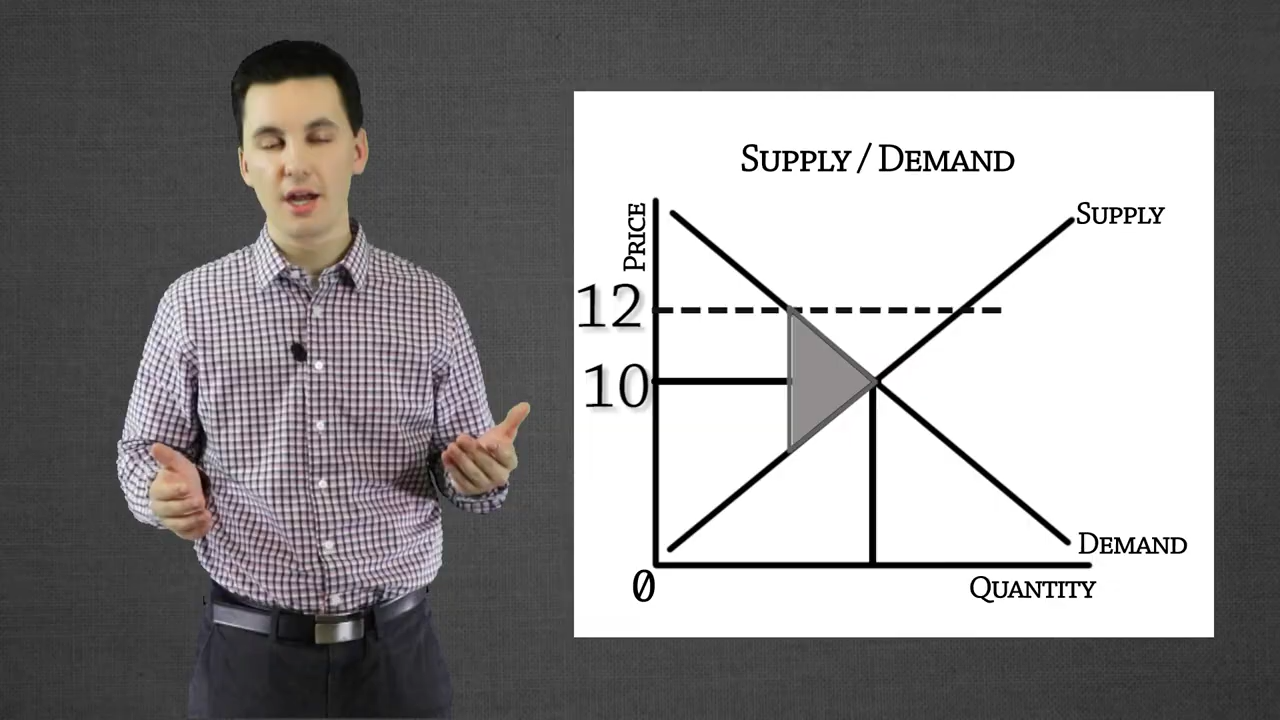 Supply / Demand
Price
Supply
12
10
Demand
0
Quantity